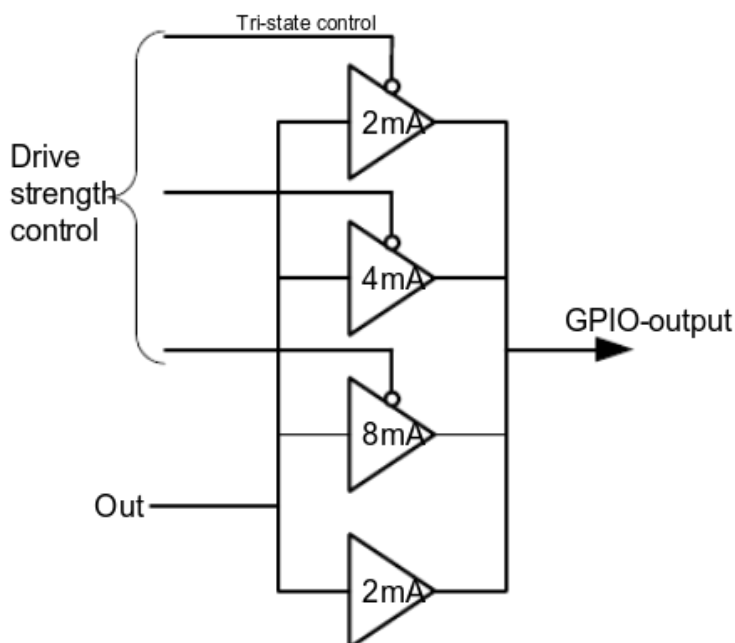 Tri-state control
2mA
Drive
strength
control
4mA
GPIO-output
8mA
Out
2mA